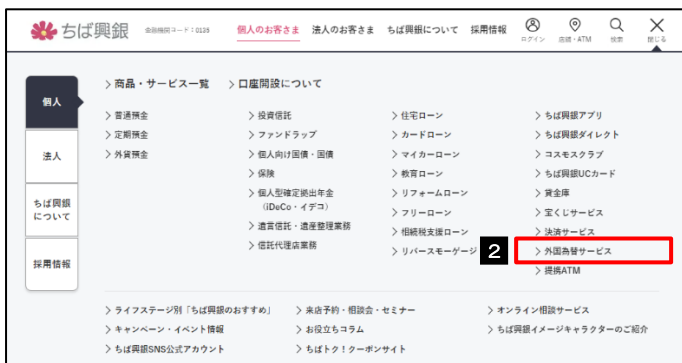 ちば興銀 金融機関コード：0135 個人のお客さま 法人のお客さま ちば興銀について 採用情報 ログイン 店舗・ATM 検索 閉じる
個人
法人
ちば興銀
について
採用情報
商品・サービス一覧 口座開設について
普通預金 投資信託 住宅ローン ちば興銀アプリ
定期預金 ファンドラップ カードローン ちば興銀ダイレクト
外貨預金 個人向け国債・国債 マイカーローン コスモスクラブ
保険 教育ローン ちば興銀UCカード
個人型確定拠出年金 リフォームローン 貸金庫
（iDeCo・イデコ） フリーローン 宝くじサービス
遺言信託・遺産整理業務 相続税支援ローン 決済サービス
信託代理店業務 リバースモーゲージ 2 外国為替サービス
提携ATM
ライフステージ別「ちば興銀のおすすめ」 来店予約・相談会・セミナー オンライン相談サービス
キャンペーン・イベント情報 お役立ちコラム ちば興銀イメージキャラクターのご紹介
ちば興銀SNS公式アカウント ちばトク！クーポンサイト